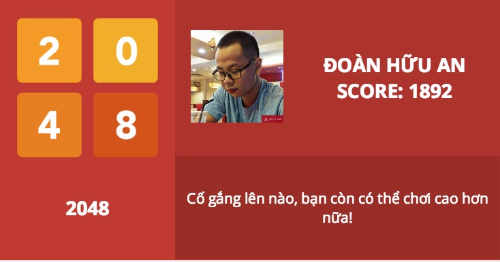 2 0
4 8
2048
ĐOÀN HỮU AN
SCORE: 1892
Cố gắng lên nào, bạn còn có thể chơi cao hơn
nữa!